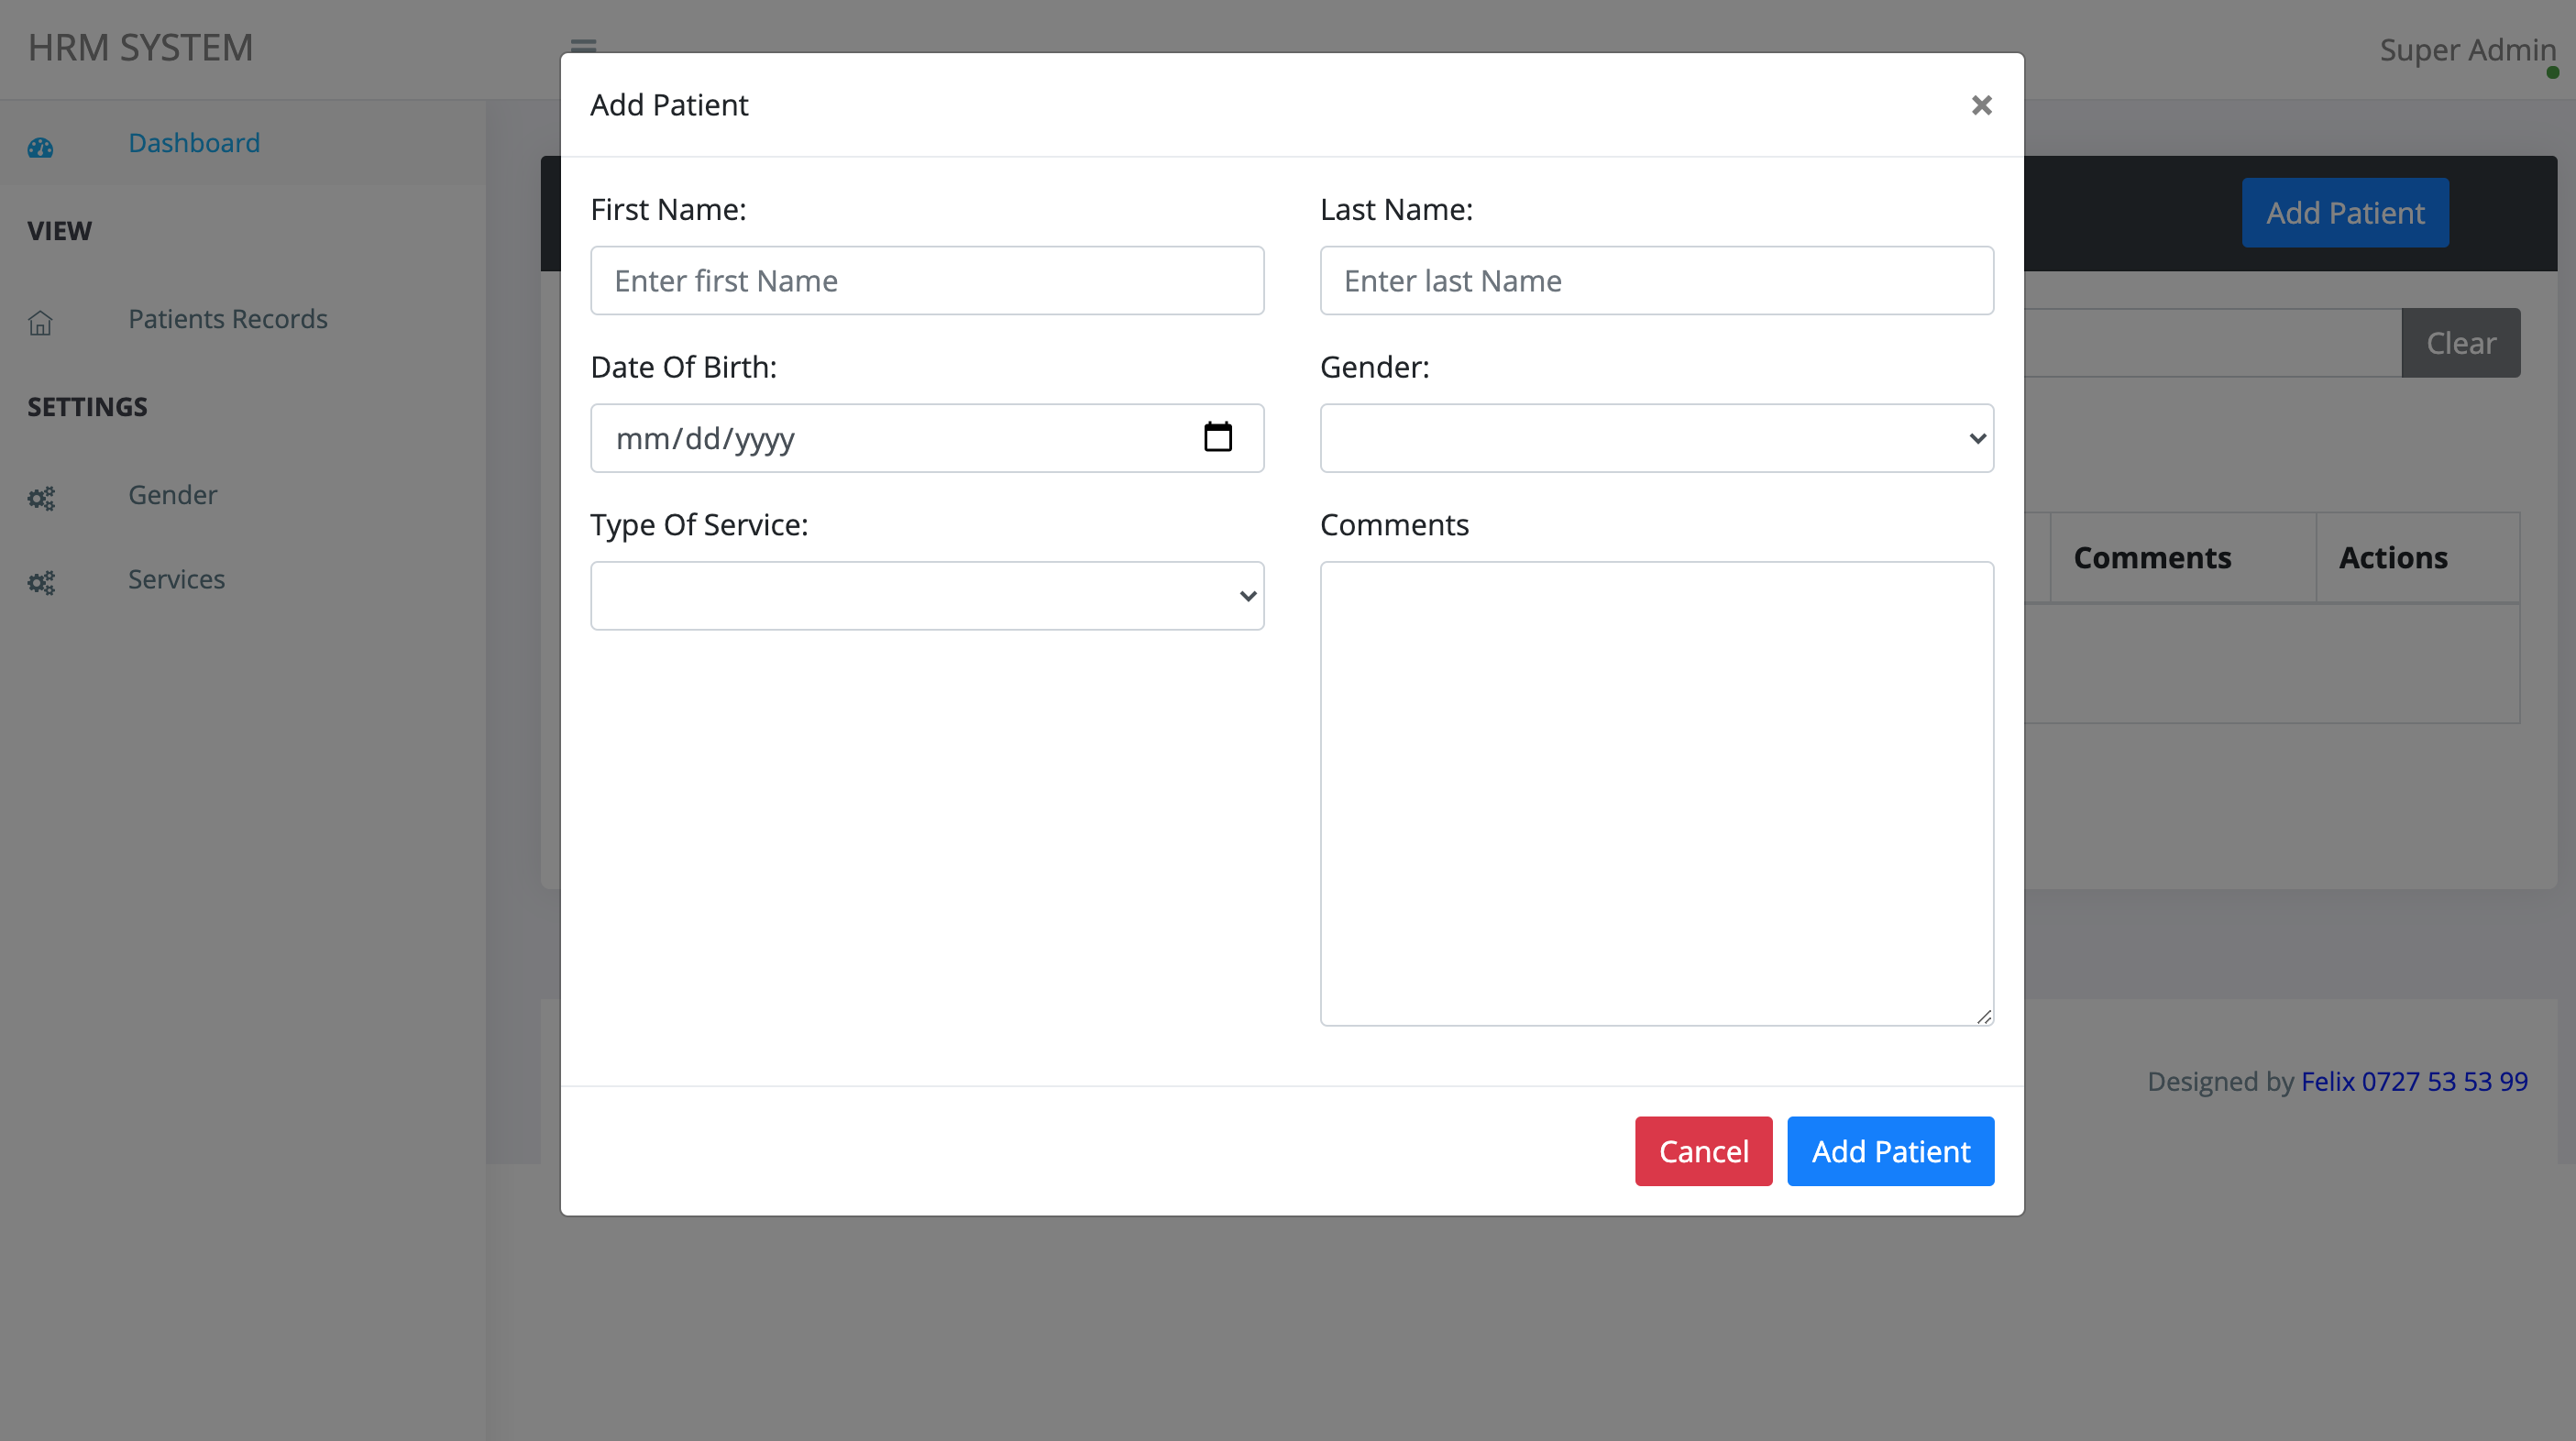 HRM SYSTEM
Super Admin
Dashboard
VIEW
Patients Records
SETTINGS
Gender
Services
Add Patient
First Name:
Last Name:
Enter first Name
Enter last Name
Date Of Birth:
Gender:
mm/dd/yyyy
Type Of Service:
Comments
Cancel
Add Patient
Add Patient
Clear
Comments
Actions
Designed by Felix 0727 53 53 99